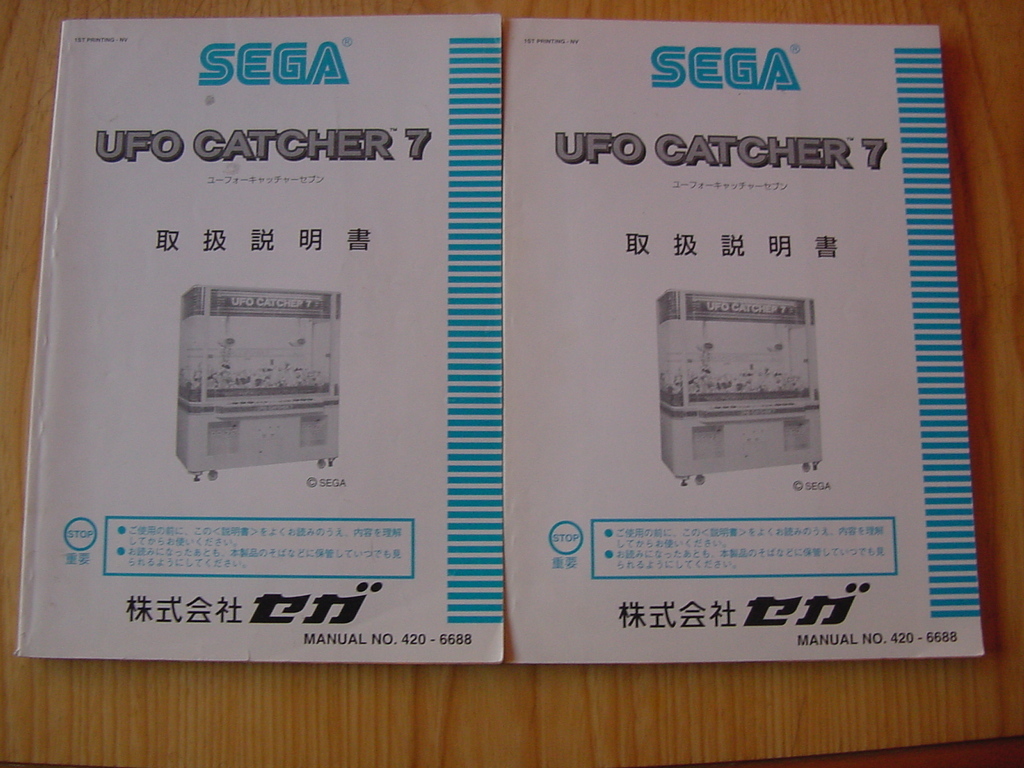 1ST PRINTING - NV
SEGA®
UFO CATCHER™ 7
ユーフォーキャッチャーセブン
取扱説明書
UFO CATCHER 7
©SEGA
STOP
重要
●ご使用の前に、この<説明書>をよくお読みのうえ、内容を理解
してからお使いください。
●お読みになったあとも、本製品のそばなどに保管していつでも見
られるようにしてください。
株式会社 セガ
MANUAL NO. 420 - 6688
1ST PRINTING - NV
SEGA®
UFO CATCHER™ 7
ユーフォーキャッチャーセブン
取扱説明書
UFO CATCHER 7
©SEGA
STOP
重要
●ご使用の前に、この<説明書>をよくお読みのうえ、内容を理解
してからお使いください。
●お読みになったあとも、本製品のそばなどに保管していつでも見
られるようにしてください。
株式会社 セガ
MANUAL NO. 420 - 6688